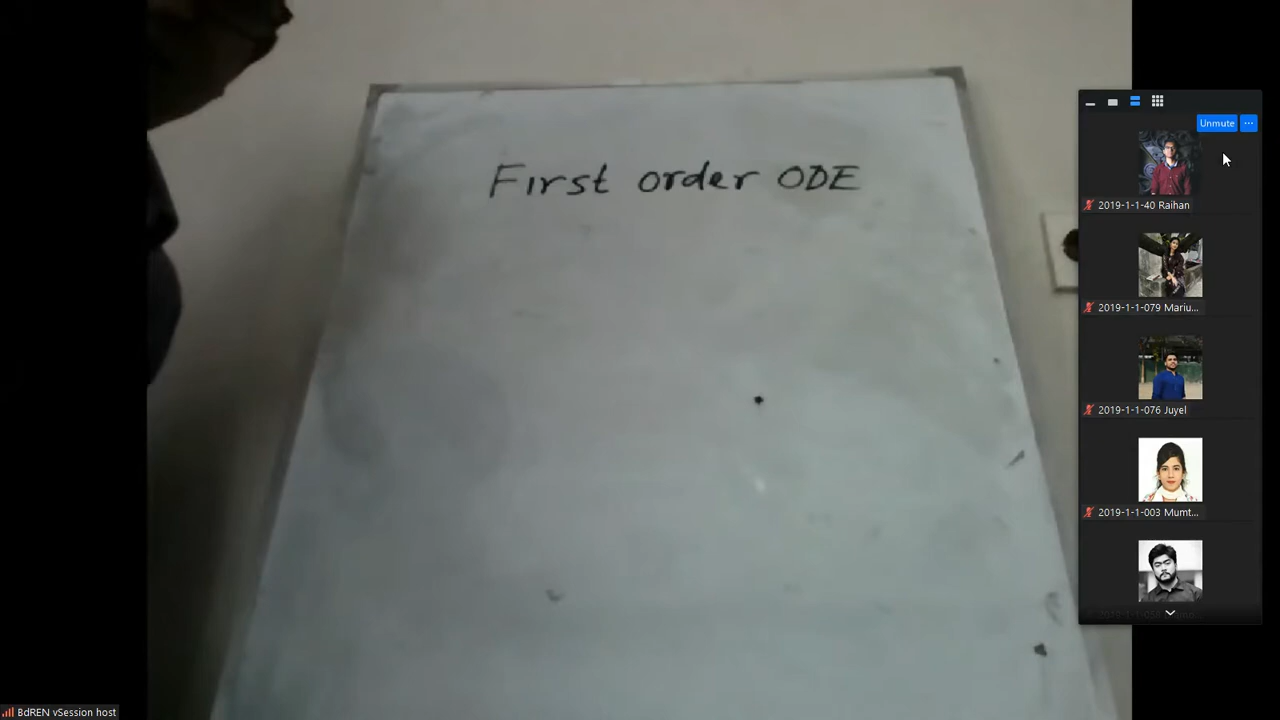 First order ODE
Unmute
2019-1-1-40 Raihan
2019-1-1-079 Mariu...
2019-1-1-076 Juyel
2019-1-1-003 Mumt...
BdREN vSession host